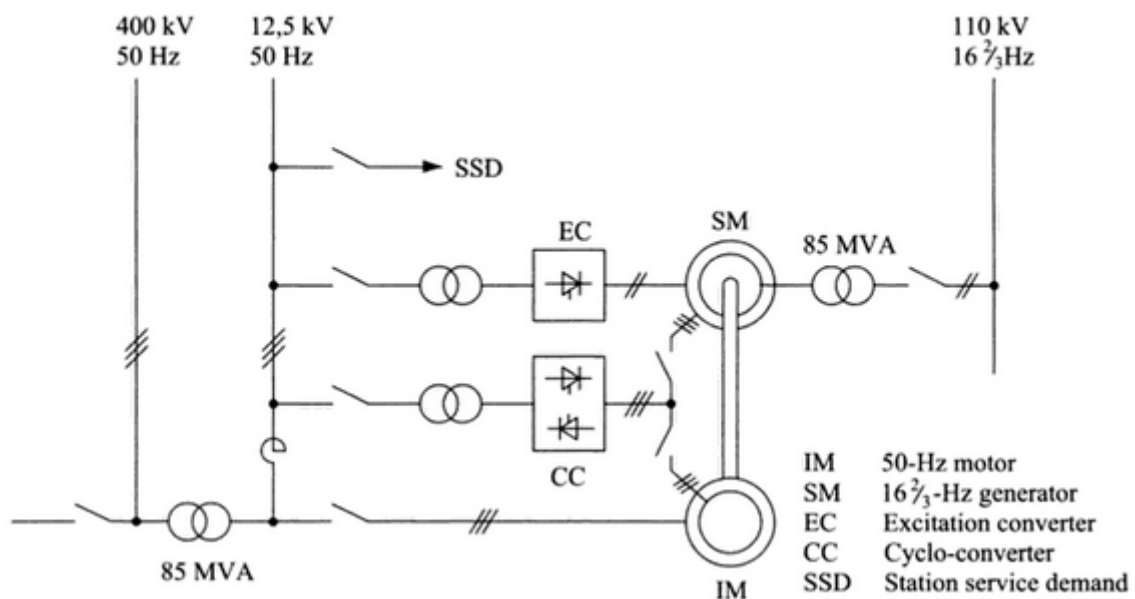 400 kV
50 Hz
12,5 kV
50 Hz
110 kV
16 ⅔Hz
SSD
EC
SM
85 MVA
CC
85 MVA
IM
IM 50-Hz motor
SM 16 ⅔-Hz generator
EC Excitation converter
CC Cyclo-converter
SSD Station service demand